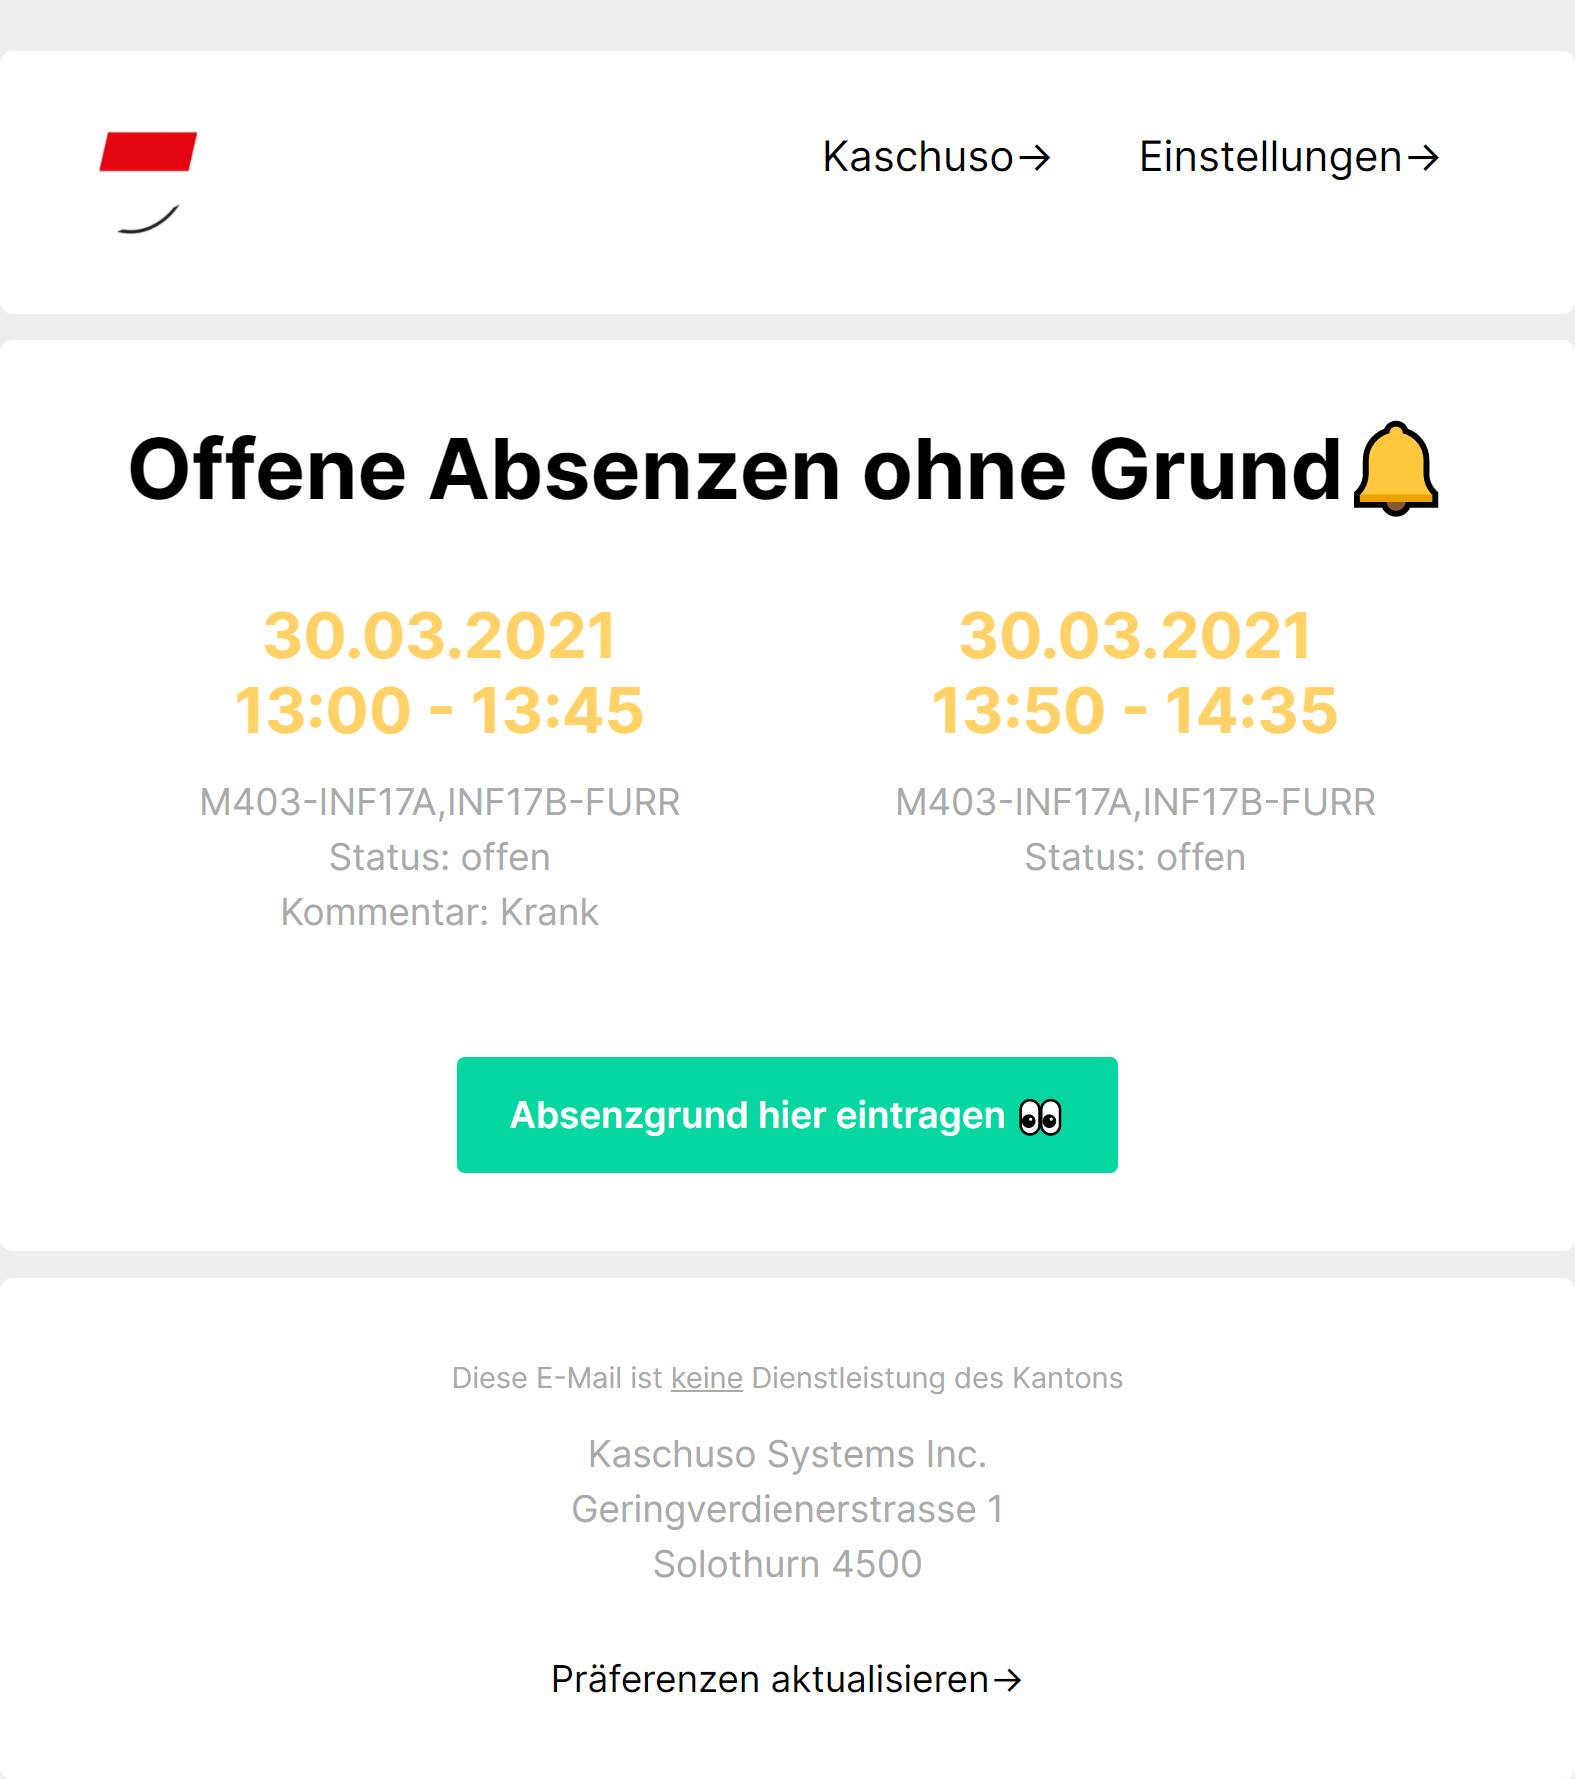 Kaschuso→ Einstellungen→
Offene Absenzen ohne Grund🔔
30.03.2021
13:00 - 13:45
M403-INF17A,INF17B-FURR
Status: offen
Kommentar: Krank
30.03.2021
13:50 - 14:35
M403-INF17A,INF17B-FURR
Status: offen
Absenzgrund hier eintragen 👀
Diese E-Mail ist keine Dienstleistung des Kantons
Kaschuso Systems Inc.
Geringverdienerstrasse 1
Solothurn 4500
Präferenzen aktualisieren→